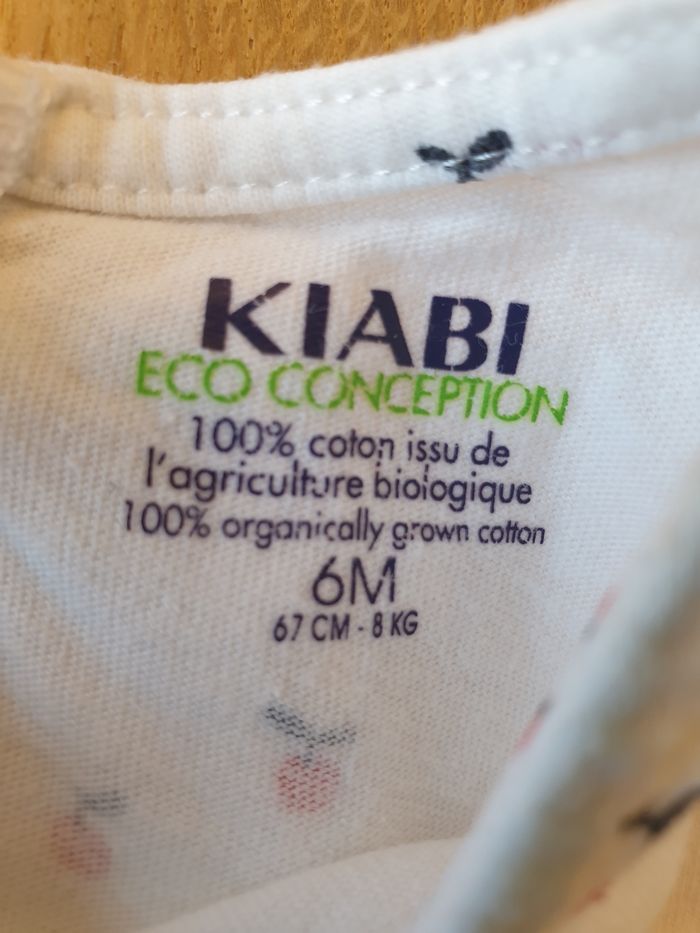 KIABI
ECO CONCEPTION
100% coton issu de
l'agriculture biologique
100% organically grown cotton
6M
67 CM - 8 KG